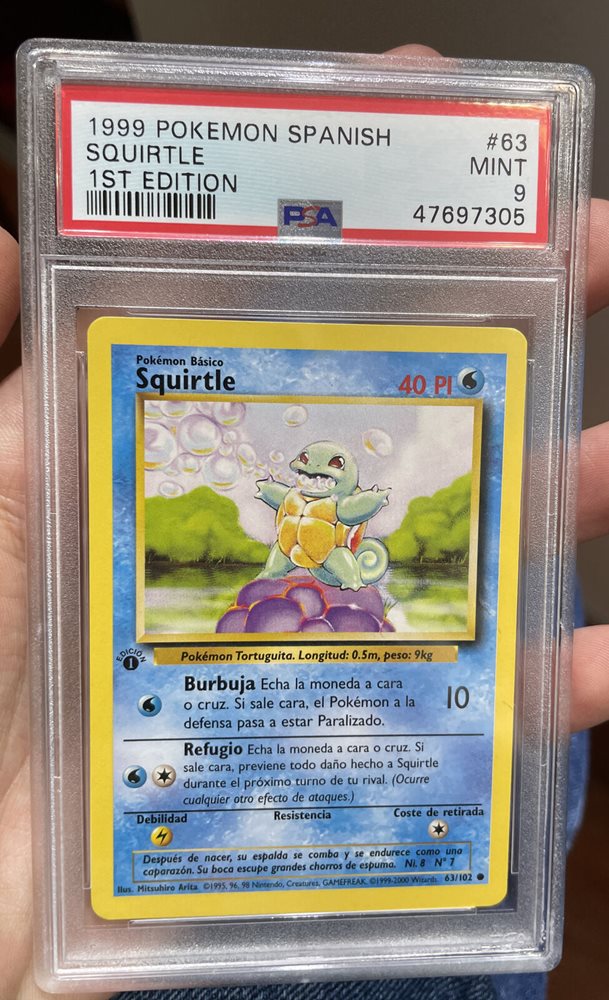 1999 POKEMON SPANISH #63
SQUIRTLE MINT
1ST EDITION 9
PSA 47697305
Pokémon Básico
Squirtle 40 PI
EDICIÓN
1
Pokémon Tortuguita. Longitud: 0.5m, peso: 9kg
Burbuja Echa la moneda a cara
o cruz. Si sale cara, el Pokémon a la
defensa pasa a estar Paralizado.
10
Refugio Echa la moneda a cara o cruz. Si
sale cara, previene todo daño hecho a Squirtle
durante el próximo turno de tu rival. (Ocurre
cualquier otro efecto de ataques.)
Debilidad Resistencia Coste de retirada
Después de nacer, su espalda se comba y se endurece como una
caparazón. Su boca escupe grandes chorros de espuma. Ni. 8 N° 7
Ilus. Mitsuhiro Arita ©1995, 96, 98 Nintendo, Creatures, GAMEFREAK. ©1999-2000 Wizards. 63/102